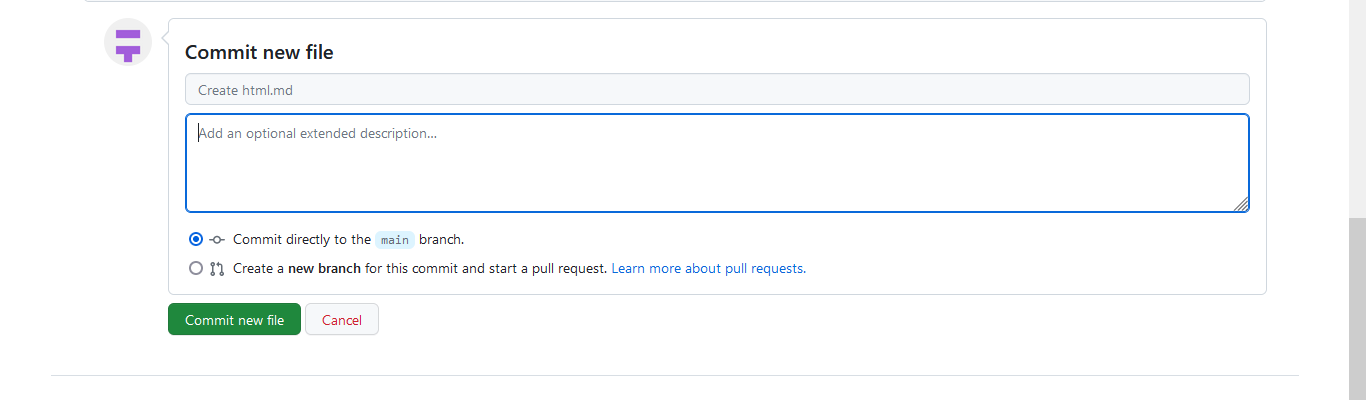 Commit new file
Create html.md
Add an optional extended description...
Commit directly to the main branch.
Create a new branch for this commit and start a pull request. Learn more about pull requests.
Commit new file
Cancel